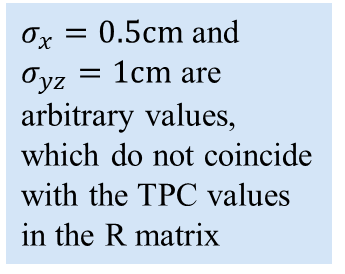 σₓ = 0.5cm and
σ_yz = 1cm are
arbitrary values,
which do not coincide
with the TPC values
in the R matrix